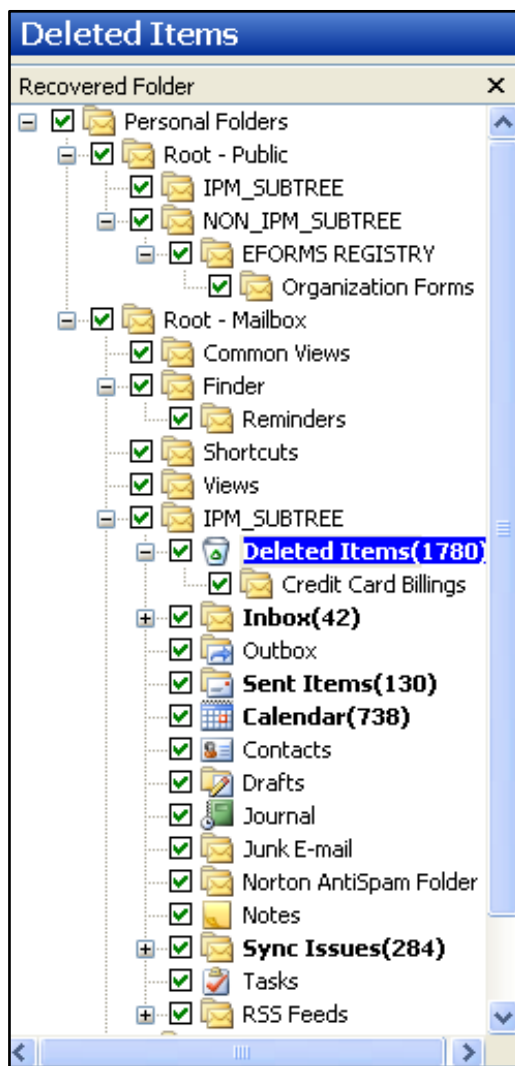 Deleted Items
Recovered Folder
Personal Folders
Root - Public
IPM_SUBTREE
NON_IPM_SUBTREE
EFORMS REGISTRY
Organization Forms
Root - Mailbox
Common Views
Finder
Reminders
Shortcuts
Views
IPM_SUBTREE
Deleted Items(1780)
Credit Card Billings
Inbox(42)
Outbox
Sent Items(130)
Calendar(738)
Contacts
Drafts
Journal
Junk E-mail
Norton AntiSpam Folder
Notes
Sync Issues(284)
Tasks
RSS Feeds